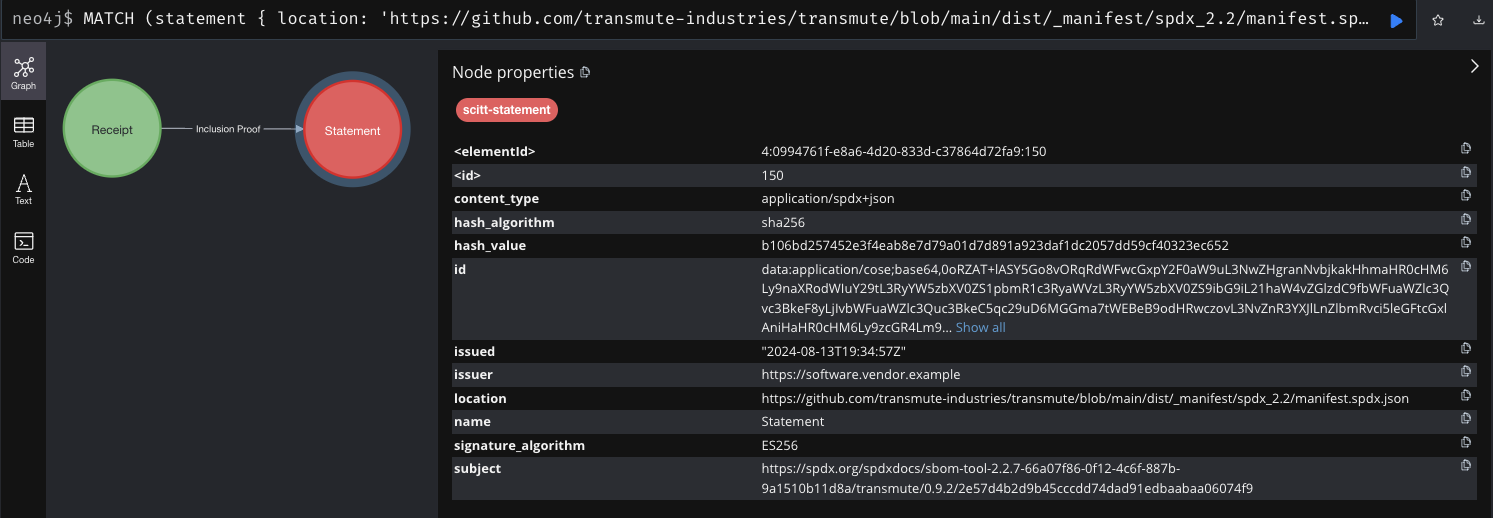 neo4j$ MATCH (statement { location: 'https://github.com/transmute-industries/transmute/blob/main/dist/_manifest/spdx_2.2/manifest.sp…
Graph
Table
Text
Code
Receipt
Inclusion Proof
Statement
Node properties
scitt-statement
<elementId> 4:0994761f-e8a6-4d20-833d-c37864d72fa9:150
<id> 150
content_type application/spdx+json
hash_algorithm sha256
hash_value b106bd257452e3f4eab8e7d79a01d7d891a923daf1dc2057dd59cf40323ec652
id data:application/cose;base64,0oRZAT+lASY5Go8vORqRdWFwcGxpY2F0aW9uL3NwZHgranNvbjkakHhmaHR0cHM6
Ly9naXRodWIuY29tL3RyYW5zbXV0ZS1pbmR1c3RyaWVzL3RyYW5zbXV0ZS9ibG9iL21haW4vZGlzdC9fbWFuaWZlc3Q
vc3BkeF8yLjIvbWFuaWZlc3Quc3BkeC5qc29uD6MGGma7tWEBeB9odHRwczovL3NvZnR3YXJlLnZlbmRvci5leGFtcGxl
AniHaHR0cHM6Ly9zcGR4Lm9... Show all
issued "2024-08-13T19:34:57Z"
issuer https://software.vendor.example
location https://github.com/transmute-industries/transmute/blob/main/dist/_manifest/spdx_2.2/manifest.spdx.json
name Statement
signature_algorithm ES256
subject https://spdx.org/spdxdocs/sbom-tool-2.2.7-66a07f86-0f12-4c6f-887b-
9a1510b11d8a/transmute/0.9.2/2e57d4b2d9b45cccdd74dad91edbaabaa06074f9